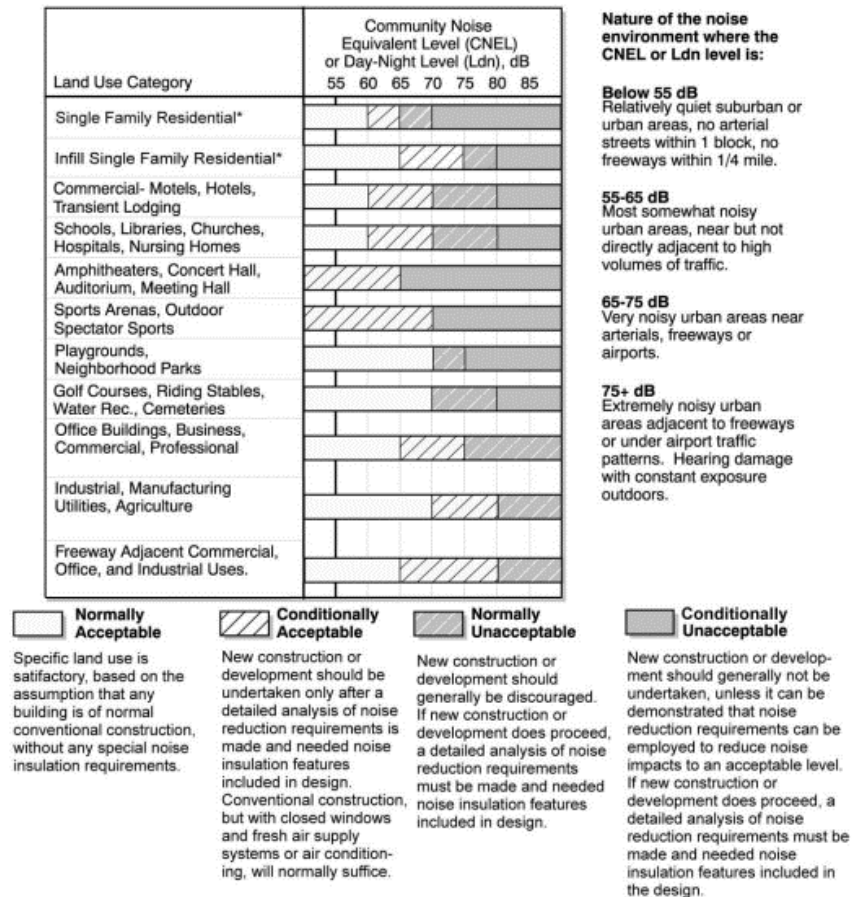 Community Noise
Equivalent Level (CNEL)
or Day-Night Level (Ldn), dB
Land Use Category
55 60 65 70 75 80 85
Single Family Residential*
Infill Single Family Residential*
Commercial- Motels, Hotels,
Transient Lodging
Schools, Libraries, Churches,
Hospitals, Nursing Homes
Amphitheaters, Concert Hall,
Auditorium, Meeting Hall
Sports Arenas, Outdoor
Spectator Sports
Playgrounds,
Neighborhood Parks
Golf Courses, Riding Stables,
Water Rec., Cemeteries
Office Buildings, Business,
Commercial, Professional
Industrial, Manufacturing
Utilities, Agriculture
Freeway Adjacent Commercial,
Office, and Industrial Uses.
Nature of the noise
environment where the
CNEL or Ldn level is:
Below 55 dB
Relatively quiet suburban or
urban areas, no arterial
streets within 1 block, no
freeways within 1/4 mile.
55-65 dB
Most somewhat noisy
urban areas, near but not
directly adjacent to high
volumes of traffic.
65-75 dB
Very noisy urban areas near
arterials, freeways or
airports.
75+ dB
Extremely noisy urban
areas adjacent to freeways
or under airport traffic
patterns. Hearing damage
with constant exposure
outdoors.
Normally
Acceptable
Specific land use is
satifactory, based on the
assumption that any
building is of normal
conventional construction,
without any special noise
insulation requirements.
Conditionally
Acceptable
New construction or
development should be
undertaken only after a
detailed analysis of noise
reduction requirements is
made and needed noise
insulation features
included in design.
Conventional construction,
but with closed windows
and fresh air supply
systems or air condition-
ing, will normally suffice.
Normally
Unacceptable
New construction or
development should
generally be discouraged.
If new construction or
development does proceed,
a detailed analysis of noise
reduction requirements
must be made and needed
noise insulation features
included in design.
Conditionally
Unacceptable
New construction or develop-
ment should generally not be
undertaken, unless it can be
demonstrated that noise
reduction requirements can be
employed to reduce noise
impacts to an acceptable level.
If new construction or
development does proceed, a
detailed analysis of noise
reduction requirements must be
made and needed noise
insulation features included in
the design.